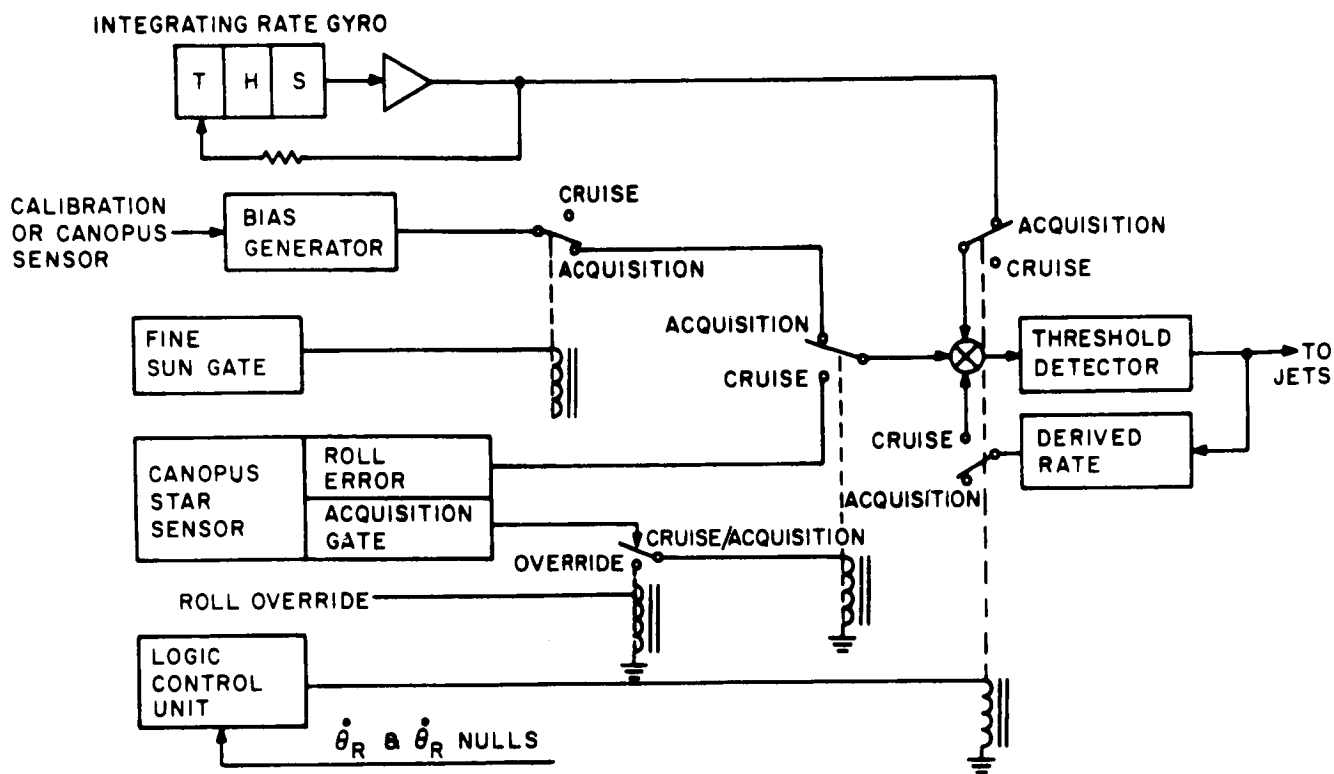 INTEGRATING RATE GYRO
T H S
CALIBRATION
OR CANOPUS
SENSOR
BIAS
GENERATOR
CRUISE
ACQUISITION
ACQUISITION
CRUISE
FINE
SUN GATE
ACQUISITION
CRUISE
THRESHOLD
DETECTOR
TO
JETS
CRUISE
ACQUISITION
DERIVED
RATE
CANOPUS
STAR
SENSOR
ROLL
ERROR
ACQUISITION
GATE
CRUISE/ACQUISITION
OVERRIDE
ROLL OVERRIDE
LOGIC
CONTROL
UNIT
θ̇R & θ̇R NULLS